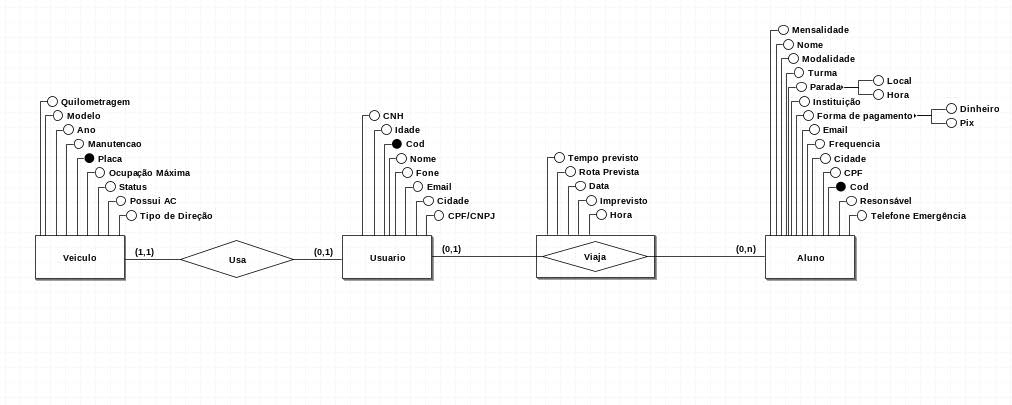 Quilometragem
Modelo
Ano
Manutencao
Placa
Ocupação Máxima
Status
Possui AC
Tipo de Direção
Veiculo
(1,1)
Usa
(0,1)
CNH
Idade
Cod
Nome
Fone
Email
Cidade
CPF/CNPJ
Usuario
(0,1)
Tempo previsto
Rota Prevista
Data
Imprevisto
Hora
Viaja
(0,n)
Mensalidade
Nome
Modalidade
Turma
Parada
Local
Hora
Instituição
Forma de pagamento
Dinheiro
Pix
Email
Frequencia
Cidade
CPF
Cod
Resonsável
Telefone Emergência
Aluno